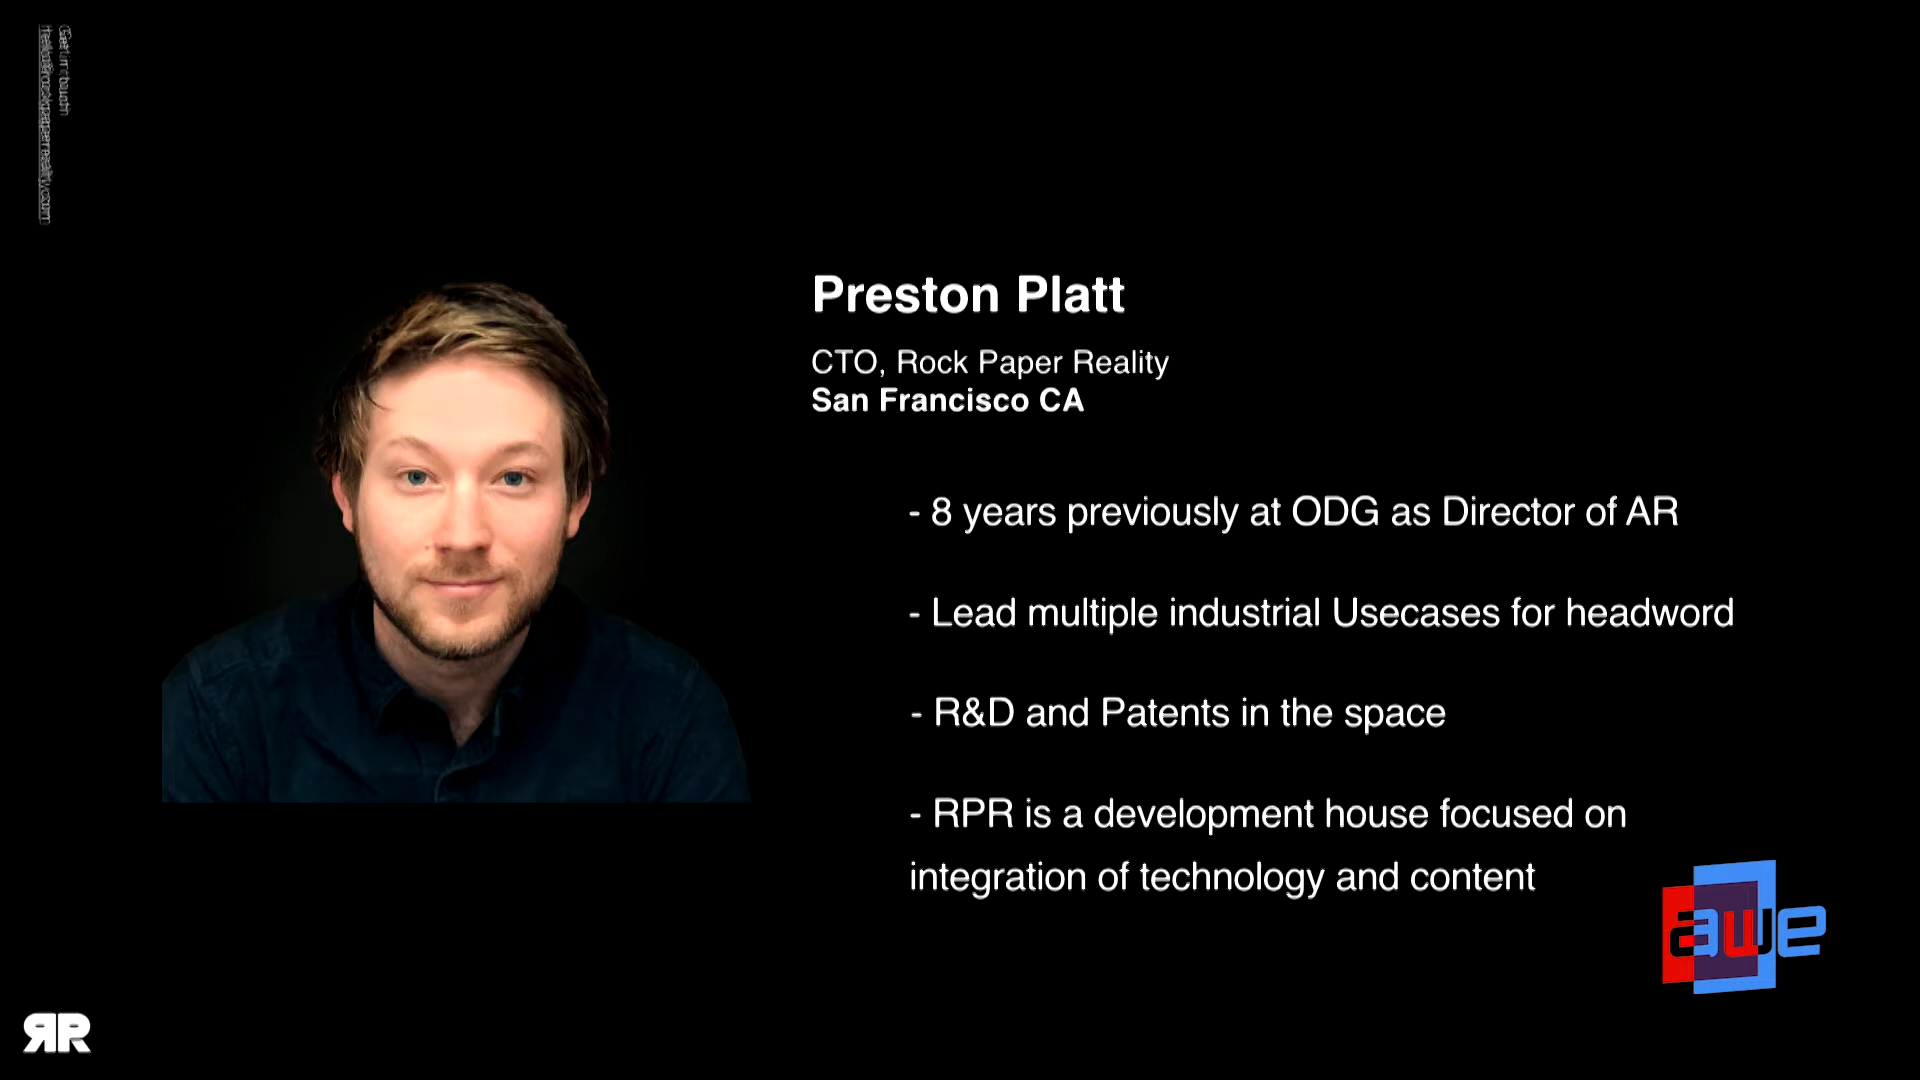 Preston Platt
CTO, Rock Paper Reality
San Francisco CA
- 8 years previously at ODG as Director of AR
- Lead multiple industrial Usecases for headword
- R&D and Patents in the space
- RPR is a development house focused on
integration of technology and content
awe
RR